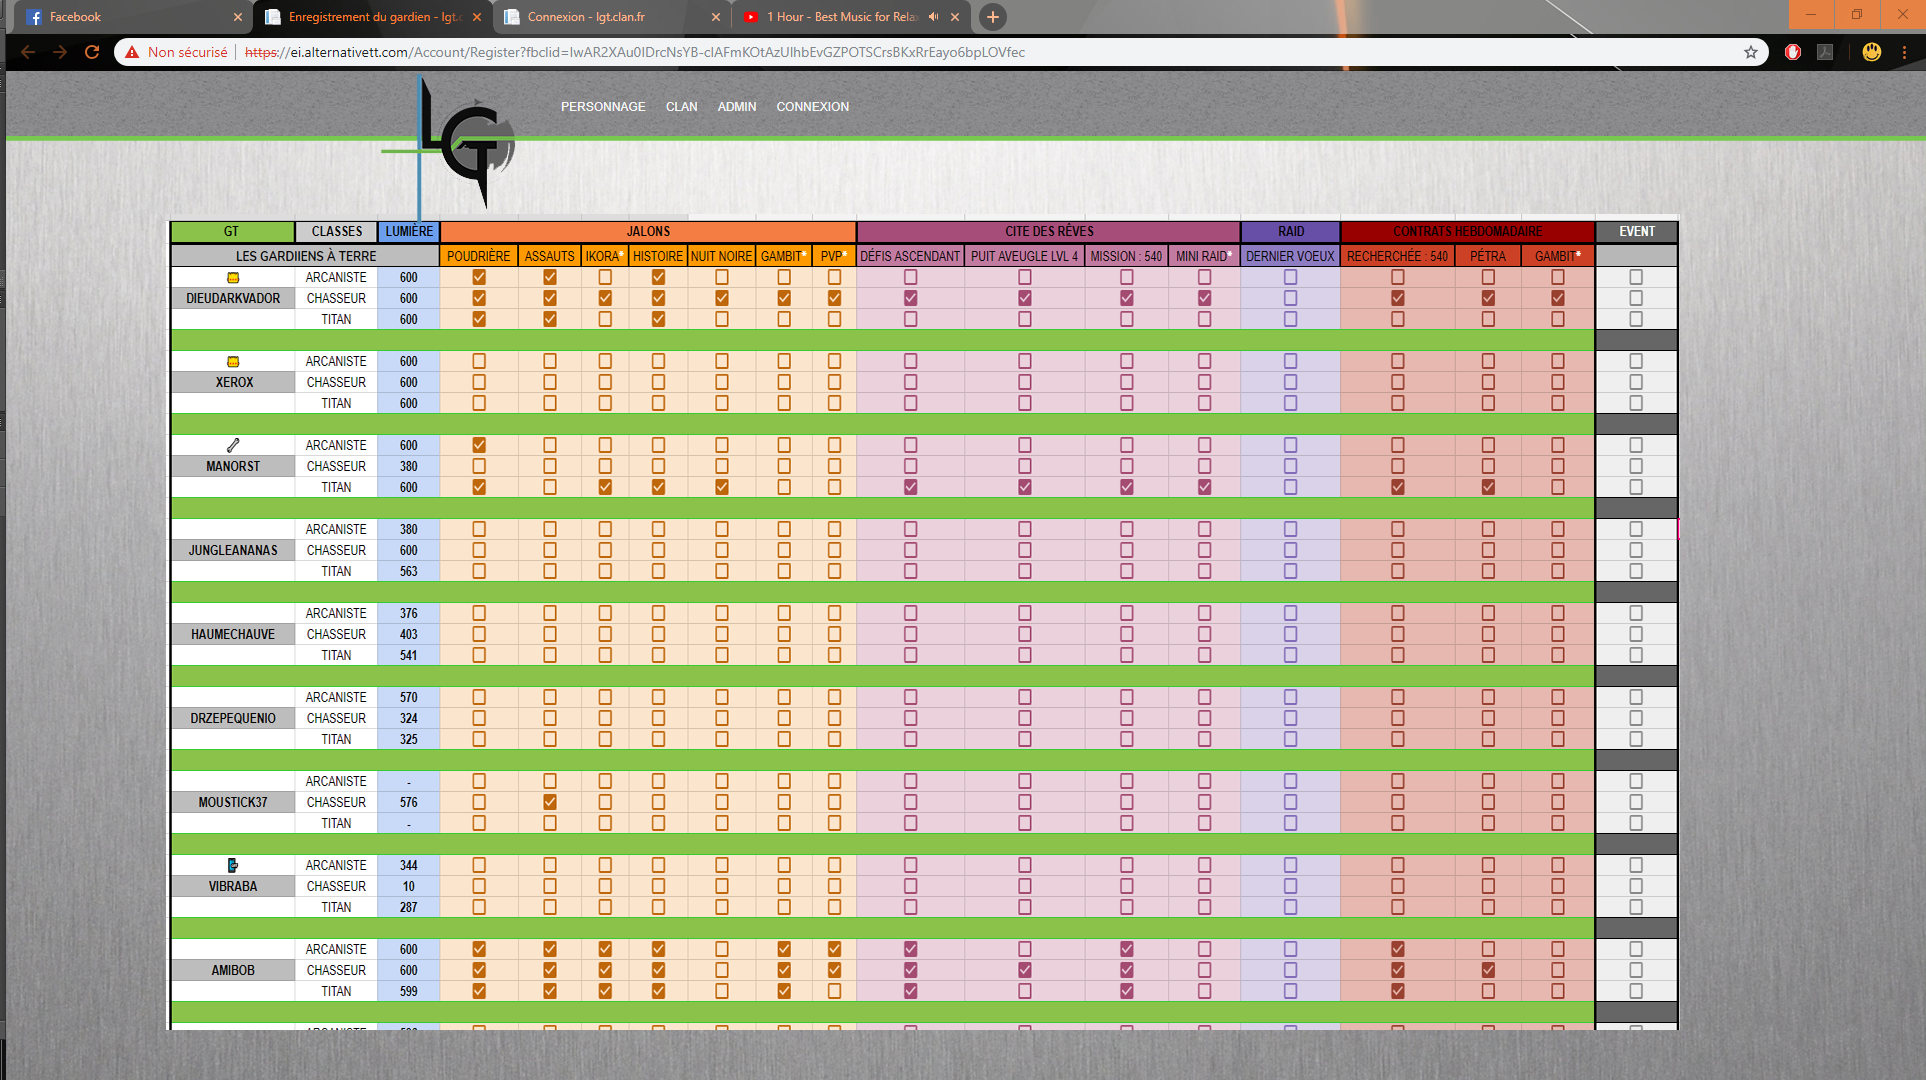 Facebook
Enregistrement du gardien - lgt.c
Connexion - lgt.clan.fr
1 Hour - Best Music for Rela
Non sécurisé https://ei.alternativett.com/Account/Register?fbclid=IwAR2XAu0IDrcNsYB-clAFmKOtAzUIhbEvGZPOTSCrsBKxRrEayo6bpLOVfec
LGT
PERSONNAGE CLAN ADMIN CONNEXION
GT CLASSES LUMIÈRE JALONS CITE DES RÊVES RAID CONTRATS HEBDOMADAIRE EVENT
LES GARDIIENS À TERRE POUDRIÈRE ASSAUTS IKORA* HISTOIRE NUIT NOIRE GAMBIT* PVP* DÉFIS ASCENDANT PUIT AVEUGLE LVL 4 MISSION : 540 MINI RAID* DERNIER VOEUX RECHERCHÉE : 540 PÉTRA GAMBIT*
ARCANISTE 600
DIEUDARKVADOR CHASSEUR 600
TITAN 600
ARCANISTE 600
XEROX CHASSEUR 600
TITAN 600
ARCANISTE 600
MANORST CHASSEUR 380
TITAN 600
ARCANISTE 380
JUNGLEANANAS CHASSEUR 600
TITAN 563
ARCANISTE 376
HAUMECHAUVE CHASSEUR 403
TITAN 541
ARCANISTE 570
DRZEPEQUENIO CHASSEUR 324
TITAN 325
ARCANISTE -
MOUSTICK37 CHASSEUR 576
TITAN -
ARCANISTE 344
VIBRABA CHASSEUR 10
TITAN 287
ARCANISTE 600
AMIBOB CHASSEUR 600
TITAN 599
ARCANISTE